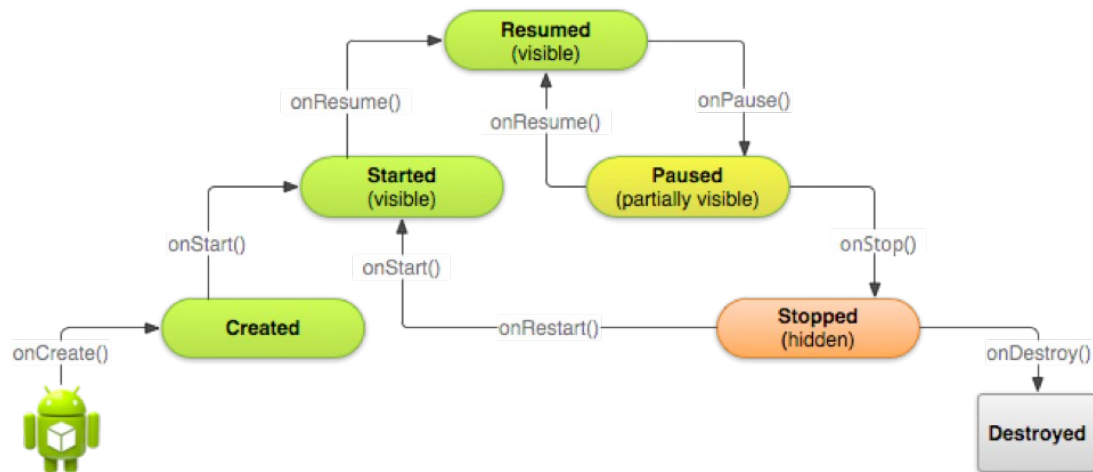 Resumed
(visible)
onResume()
onResume()
onPause()
Started
(visible)
Paused
(partially visible)
onStart()
onStart()
onStop()
Created
onRestart()
Stopped
(hidden)
onCreate()
onDestroy()
Destroyed